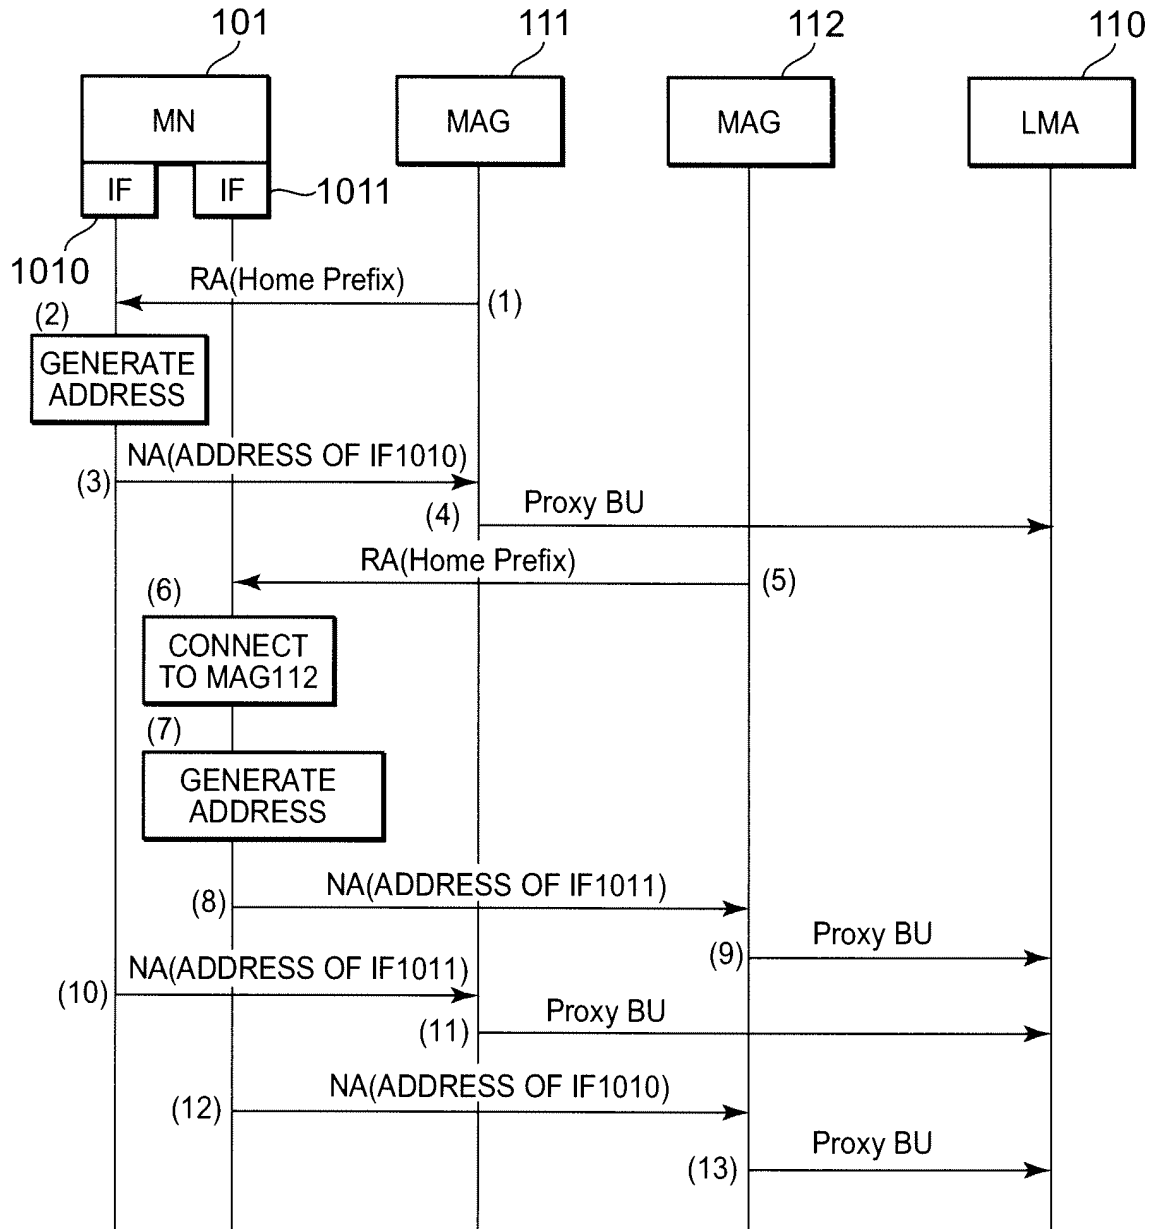 101
111
112
110
MN
MAG
MAG
LMA
IF
IF
1011
1010
RA(Home Prefix)
(1)
(2)
GENERATE
ADDRESS
NA(ADDRESS OF IF1010)
(3)
(4)
Proxy BU
RA(Home Prefix)
(5)
(6)
CONNECT
TO MAG112
(7)
GENERATE
ADDRESS
NA(ADDRESS OF IF1011)
(8)
Proxy BU
(9)
NA(ADDRESS OF IF1011)
(10)
Proxy BU
(11)
NA(ADDRESS OF IF1010)
(12)
Proxy BU
(13)